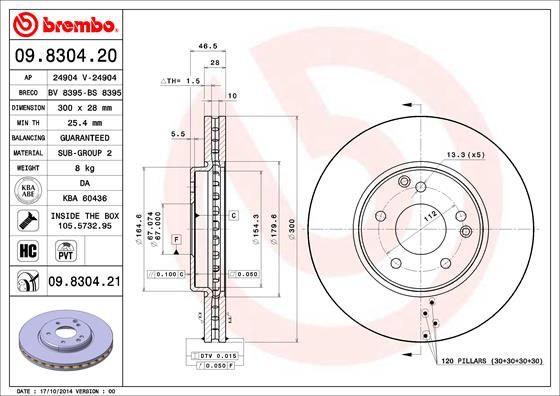 brembo
®
09.8304.20
AP 24904 V-24904
BRECO BV 8395-BS 8395
DIMENSION 300 x 28 mm
MIN TH 25.4 mm
BALANCING GUARANTEED
MATERIAL SUB-GROUP 2
WEIGHT 8 kg
KBA ABE
DA
KBA 60436
INSIDE THE BOX
105.5732.95
HC
PVT
09.8304.21
DATE : 17/10/2014 VERSION : 00
46.5
28
△TH= 1.5
10
5.5
Ø 164.6
Ø 67.074
Ø 67.000
F
G
Ø 154.3
Ø 179.6
Ø 300
0.100 G
0.050
DTV 0.015
0.050 F
13.3 (x5)
112
120 PILLARS (30+30+30+30)